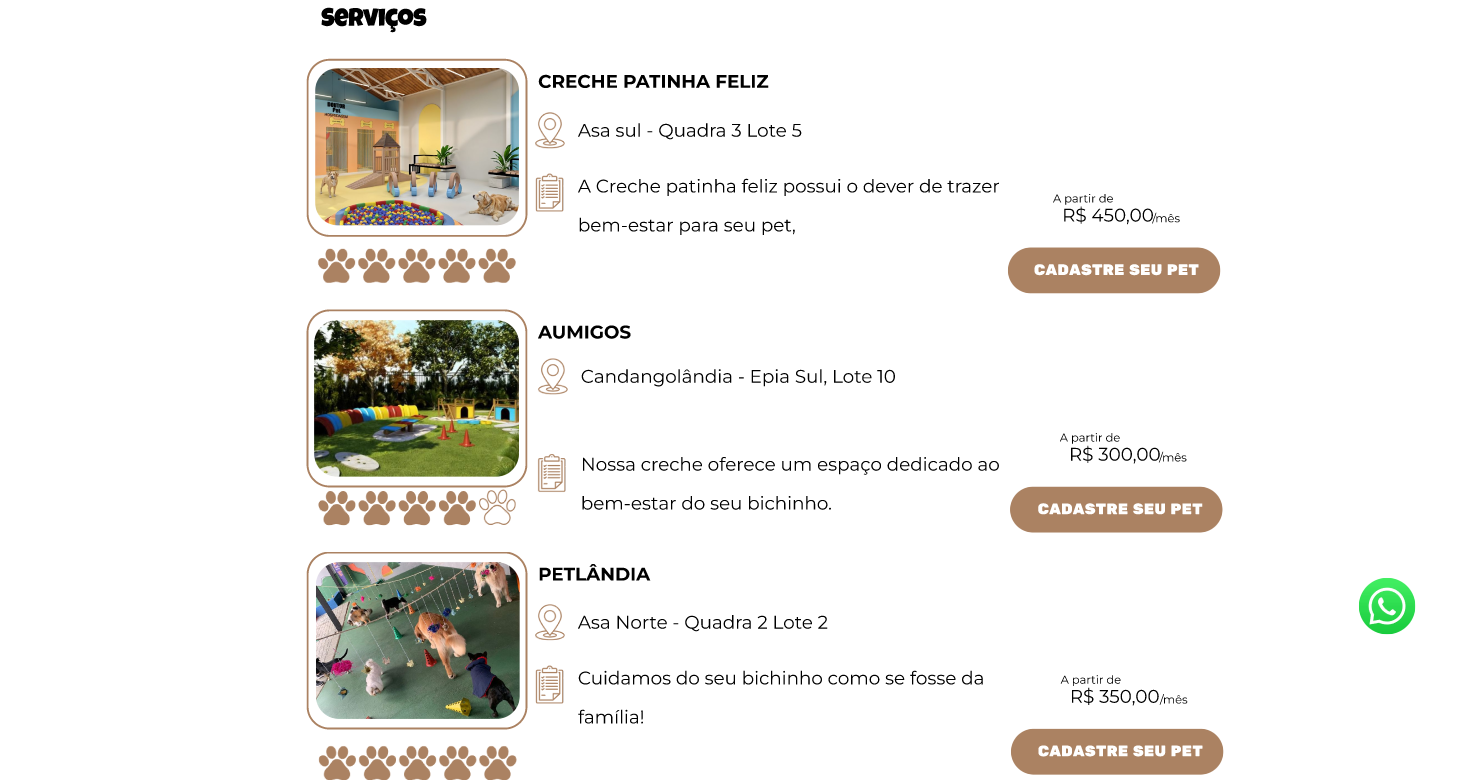 Serviços
CRECHE PATINHA FELIZ
Asa sul - Quadra 3 Lote 5
A Creche patinha feliz possui o dever de trazer
bem-estar para seu pet,
A partir de
R$ 450,00/mês
CADASTRE SEU PET
AUMIGOS
Candangolândia - Epia Sul, Lote 10
Nossa creche oferece um espaço dedicado ao
bem-estar do seu bichinho.
A partir de
R$ 300,00/mês
CADASTRE SEU PET
PETLÂNDIA
Asa Norte - Quadra 2 Lote 2
Cuidamos do seu bichinho como se fosse da
família!
A partir de
R$ 350,00/mês
CADASTRE SEU PET